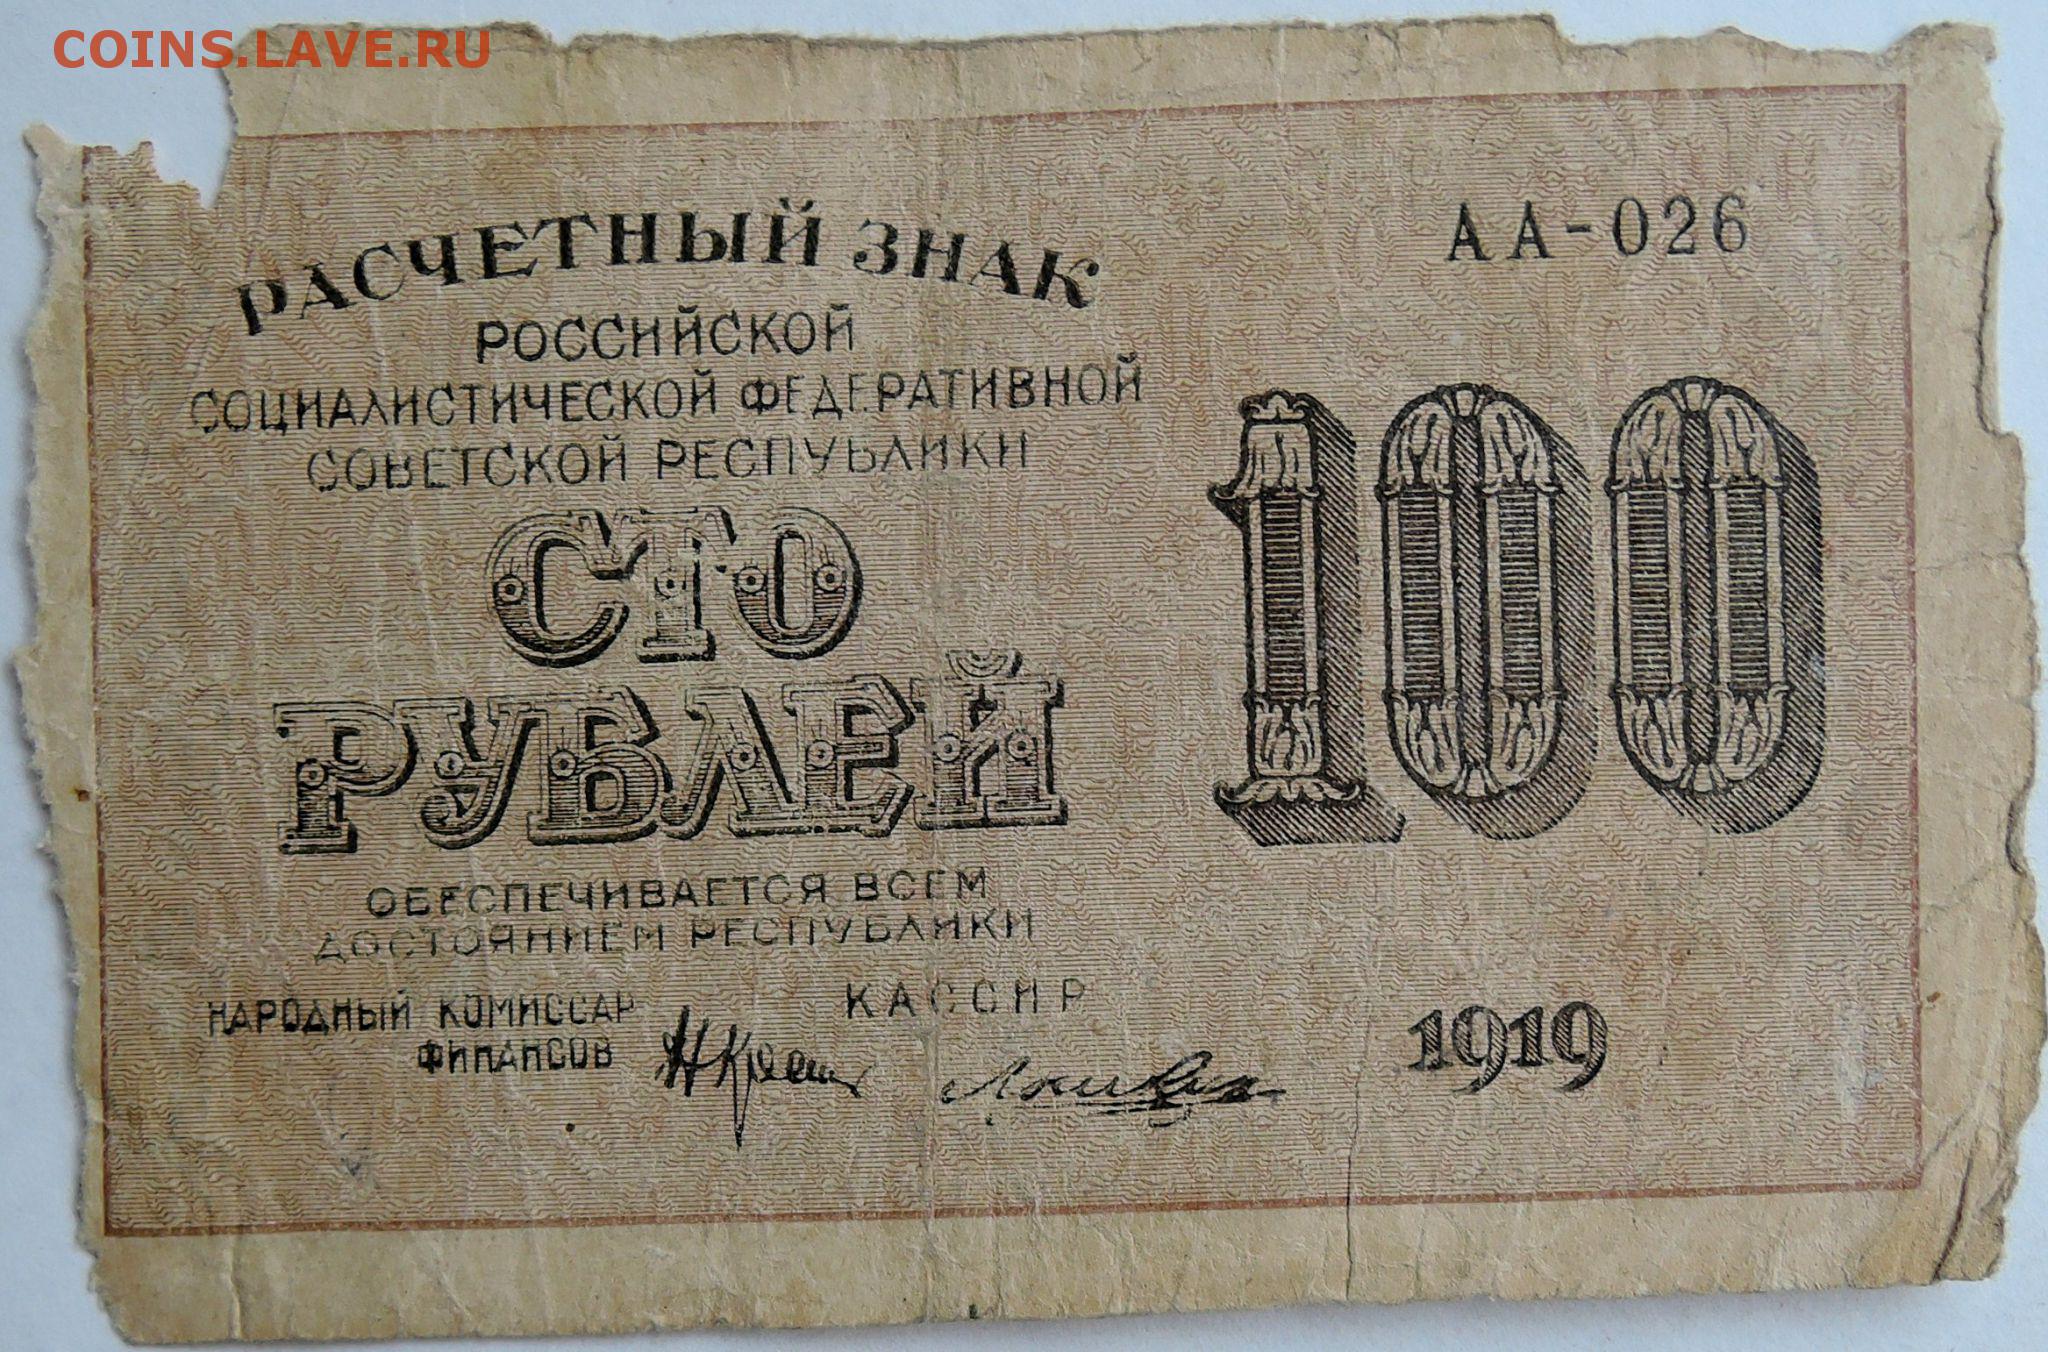 COINS.LAVE.RU
РАСЧЕТНЫЙ ЗНАК
АА-026
РОССИЙСКОЙ
СОЦИАЛИСТИЧЕСКОЙ ФЕДЕРАТИВНОЙ
СОВЕТСКОЙ РЕСПУБЛИКИ
СТО
РУБЛЕЙ
100
ОБЕСПЕЧИВАЕТСЯ ВСЕМ
ДОСТОЯНИЕМ РЕСПУБЛИКИ
НАРОДНЫЙ КОМИССАР
ФИНАНСОВ
КАССИР
1919